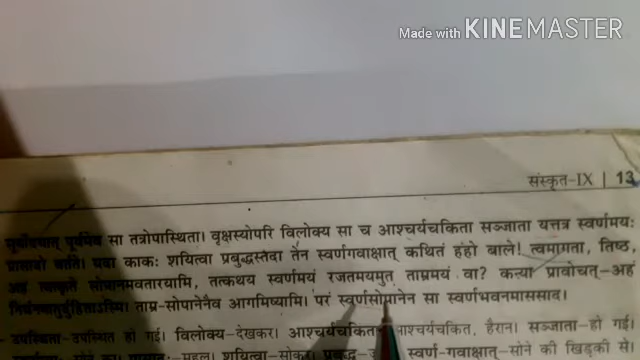 Made with KINEMASTER
संस्कृत-IX | 13
सूर्योदयात् पूर्वमेव सा तत्रोपास्थिता। वृक्षस्योपरि विलोक्य सा च आश्चर्यचकिता सञ्जाता यत्तत्र स्वर्णमयः
प्रासादो वर्तते। यदा काकः शयित्वा प्रबुद्धस्तदा तेन स्वर्णगवाक्षात् कथितं हंहो बाले! त्वमागता, तिष्ठ,
अहं त्वत्कृते सोपानमवतारयामि, तत्कथय स्वर्णमयं रजतमयमुत ताम्रमयं वा? कन्या प्रावोचत्-अहं
निर्धनमातुर्दुहिताऽस्मि। ताम्र-सोपानेनैव आगमिष्यामि। परं स्वर्णसोपानेन सा स्वर्णभवनमाससाद।
उपस्थिता-उपस्थित हो गई। विलोक्य-देखकर। आश्चर्यचकिता आश्चर्यचकित, हैरान। सञ्जाता-हो गई।
महल। शयित्वा-सोकर। प्रबुद्धः स्वर्ण-गवाक्षात्-सोने की खिड़की से।